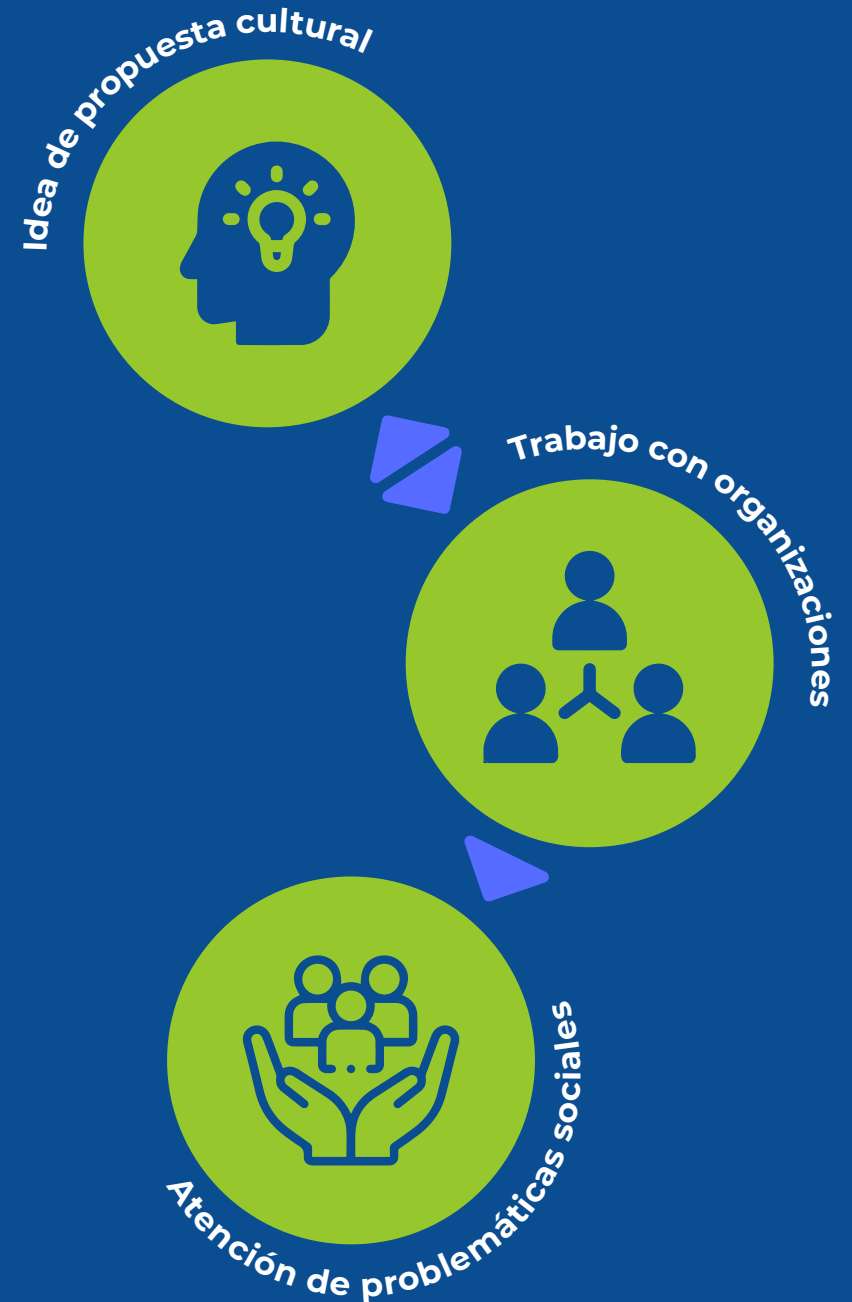 Idea de propuesta cultural
Trabajo con organizaciones
Atención de problemáticas sociales